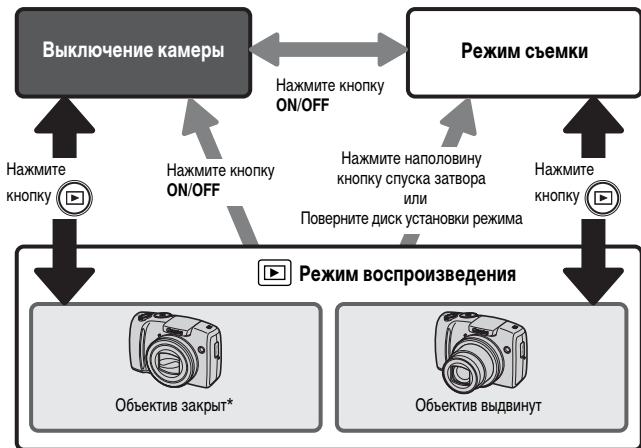 Выключение камеры
Режим съемки
Нажмите кнопку
ON/OFF
Нажмите
кнопку
Нажмите кнопку
ON/OFF
Нажмите наполовину
кнопку спуска затвора
или
Поверните диск установки режима
Нажмите
кнопку
Режим воспроизведения
Объектив закрыт*
Объектив выдвинут